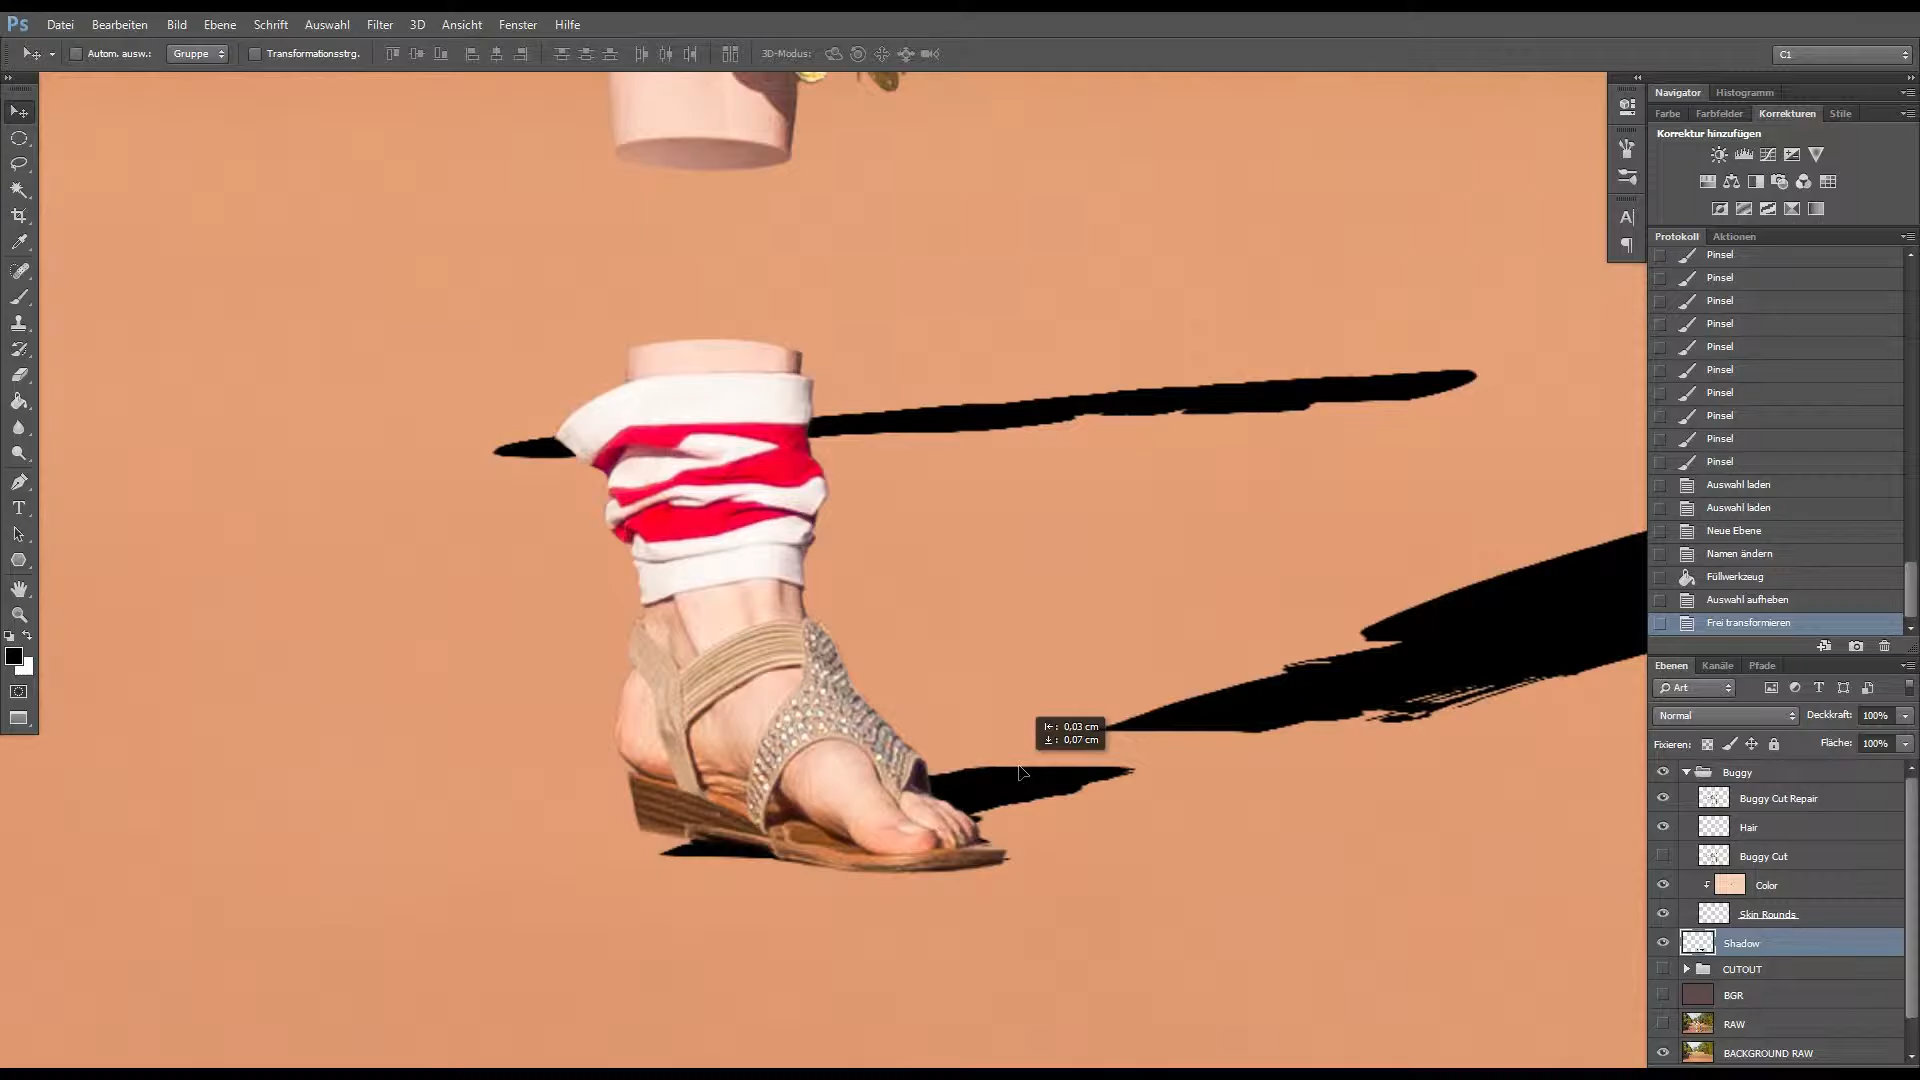 Ps Datei Bearbeiten Bild Ebene Schrift Auswahl Filter 3D Ansicht Fenster Hilfe
Autom. ausw.: Gruppe Transformationsstrg. 3D-Modus: C1
Navigator Histogramm
Farbe Farbfelder Korrekturen Stile
Korrektur hinzufügen
Protokoll Aktionen
Pinsel
Pinsel
Pinsel
Pinsel
Pinsel
Pinsel
Pinsel
Pinsel
Pinsel
Pinsel
Auswahl laden
Auswahl laden
Neue Ebene
Namen ändern
Füllwerkzeug
Auswahl aufheben
Frei transformieren
Ebenen Kanäle Pfade
Art
Normal Deckkraft: 100%
Fixieren: Fläche: 100%
Buggy
Buggy Cut Repair
Hair
Buggy Cut
Color
Skin Rounds
Shadow
CUTOUT
BGR
RAW
BACKGROUND RAW
: 0,03 cm
: 0,07 cm